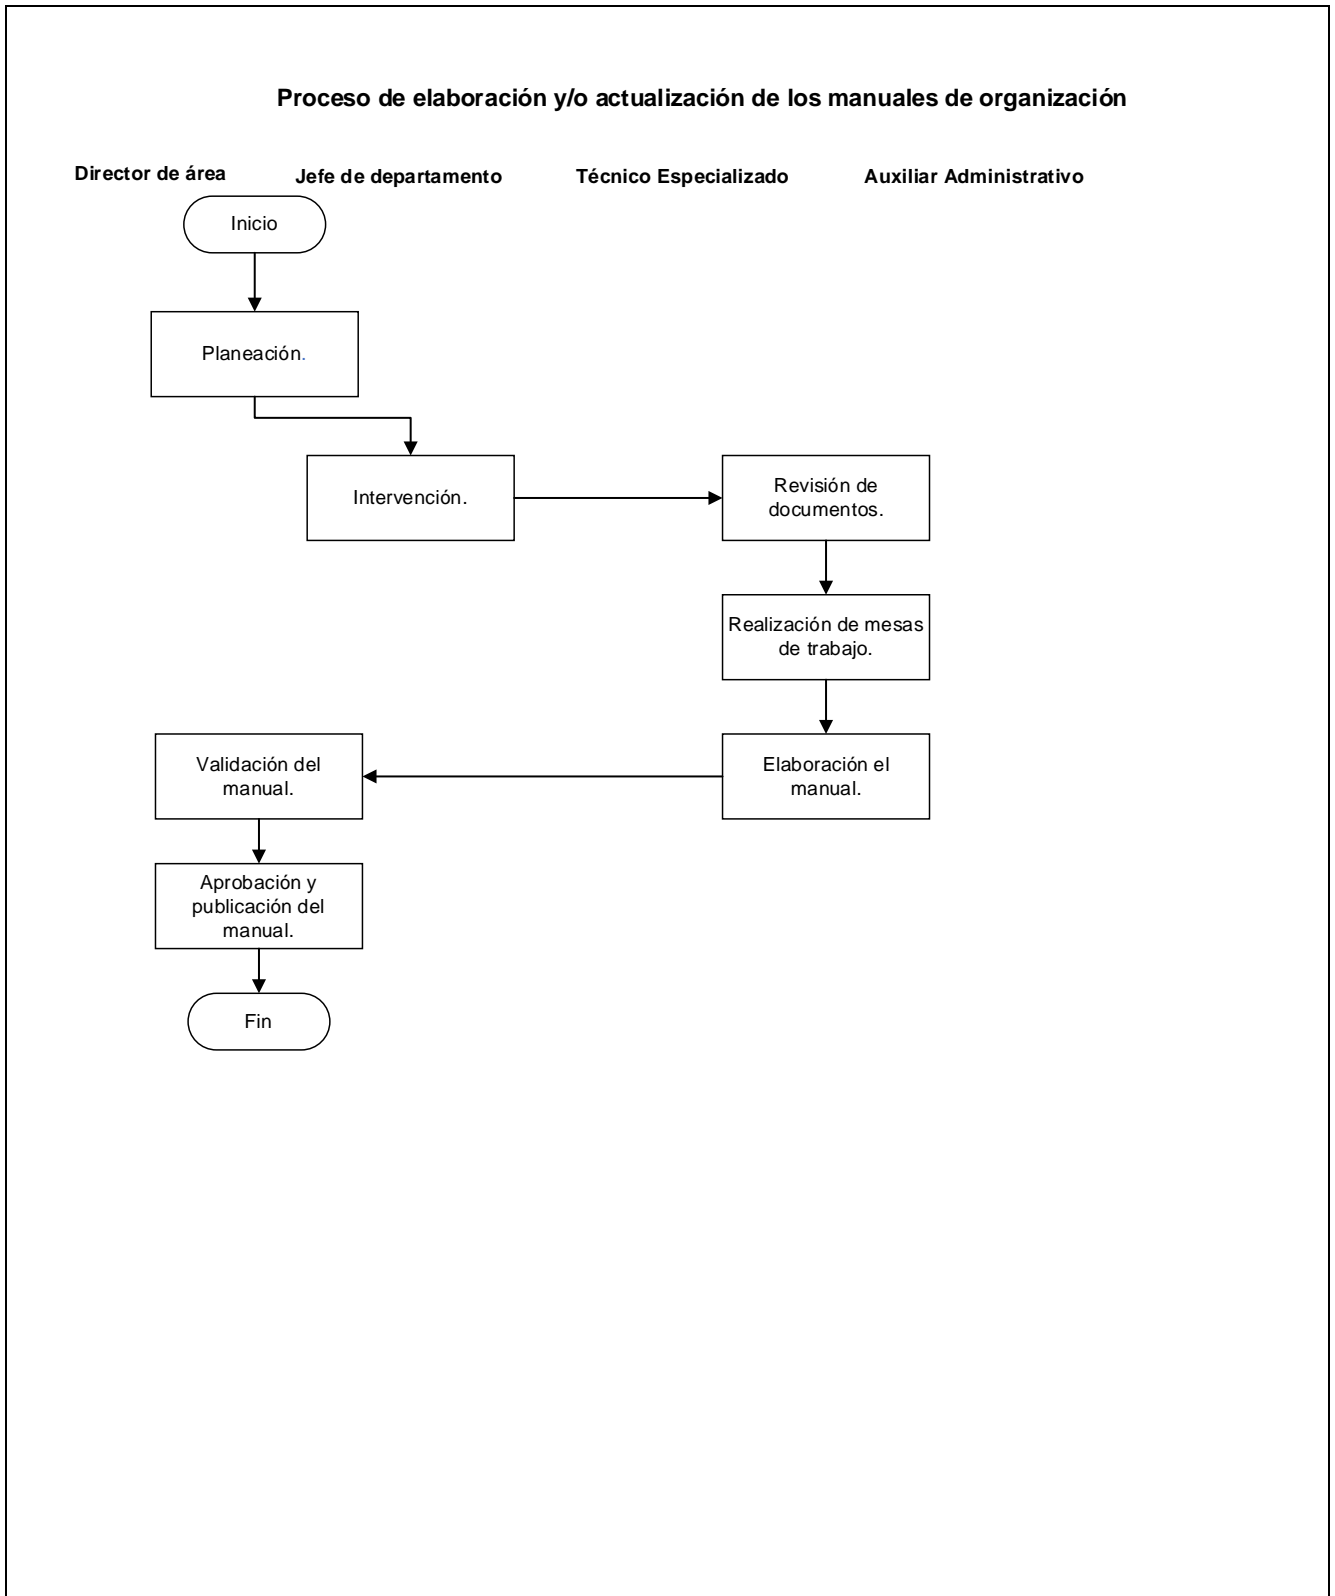 Proceso de elaboración y/o actualización de los manuales de organización
Director de área
Jefe de departamento
Técnico Especializado
Auxiliar Administrativo
Inicio
Planeación.
Intervención.
Revisión de
documentos.
Realización de mesas
de trabajo.
Elaboración el
manual.
Validación del
manual.
Aprobación y
publicación del
manual.
Fin